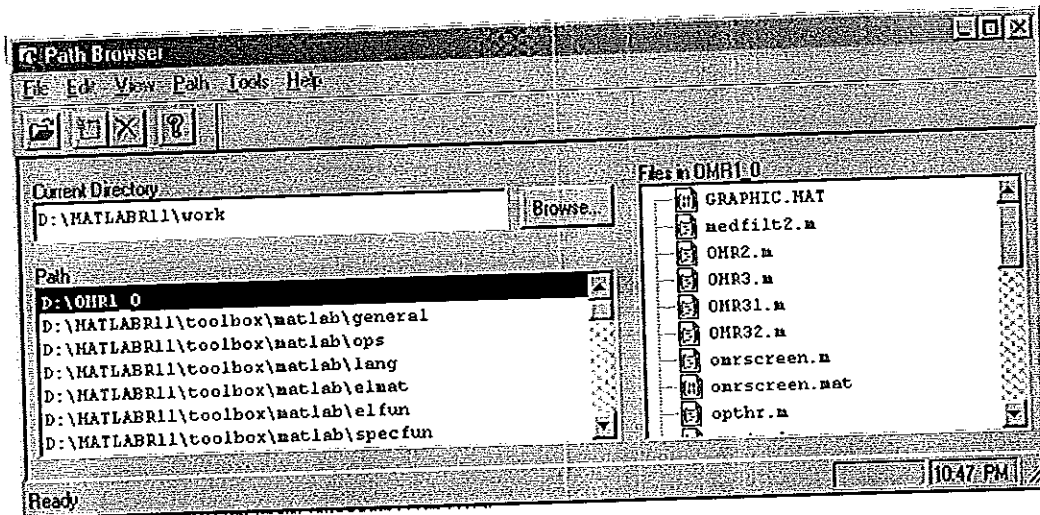 Path Browser
File Edit View Path Tools Help
Current Directory
D:\MATLABR11\work
Browse...
Path
D:\OMR1_0
D:\MATLABR11\toolbox\matlab\general
D:\MATLABR11\toolbox\matlab\ops
D:\MATLABR11\toolbox\matlab\lang
D:\MATLABR11\toolbox\matlab\elmat
D:\MATLABR11\toolbox\matlab\elfun
D:\MATLABR11\toolbox\matlab\specfun
Files in OMR1_0
GRAPHIC.MAT
medfilt2.m
OMR2.m
OMR3.m
OMR31.m
OMR32.m
omrscreen.m
omrscreen.mat
opthr.m
Ready
10:47 PM